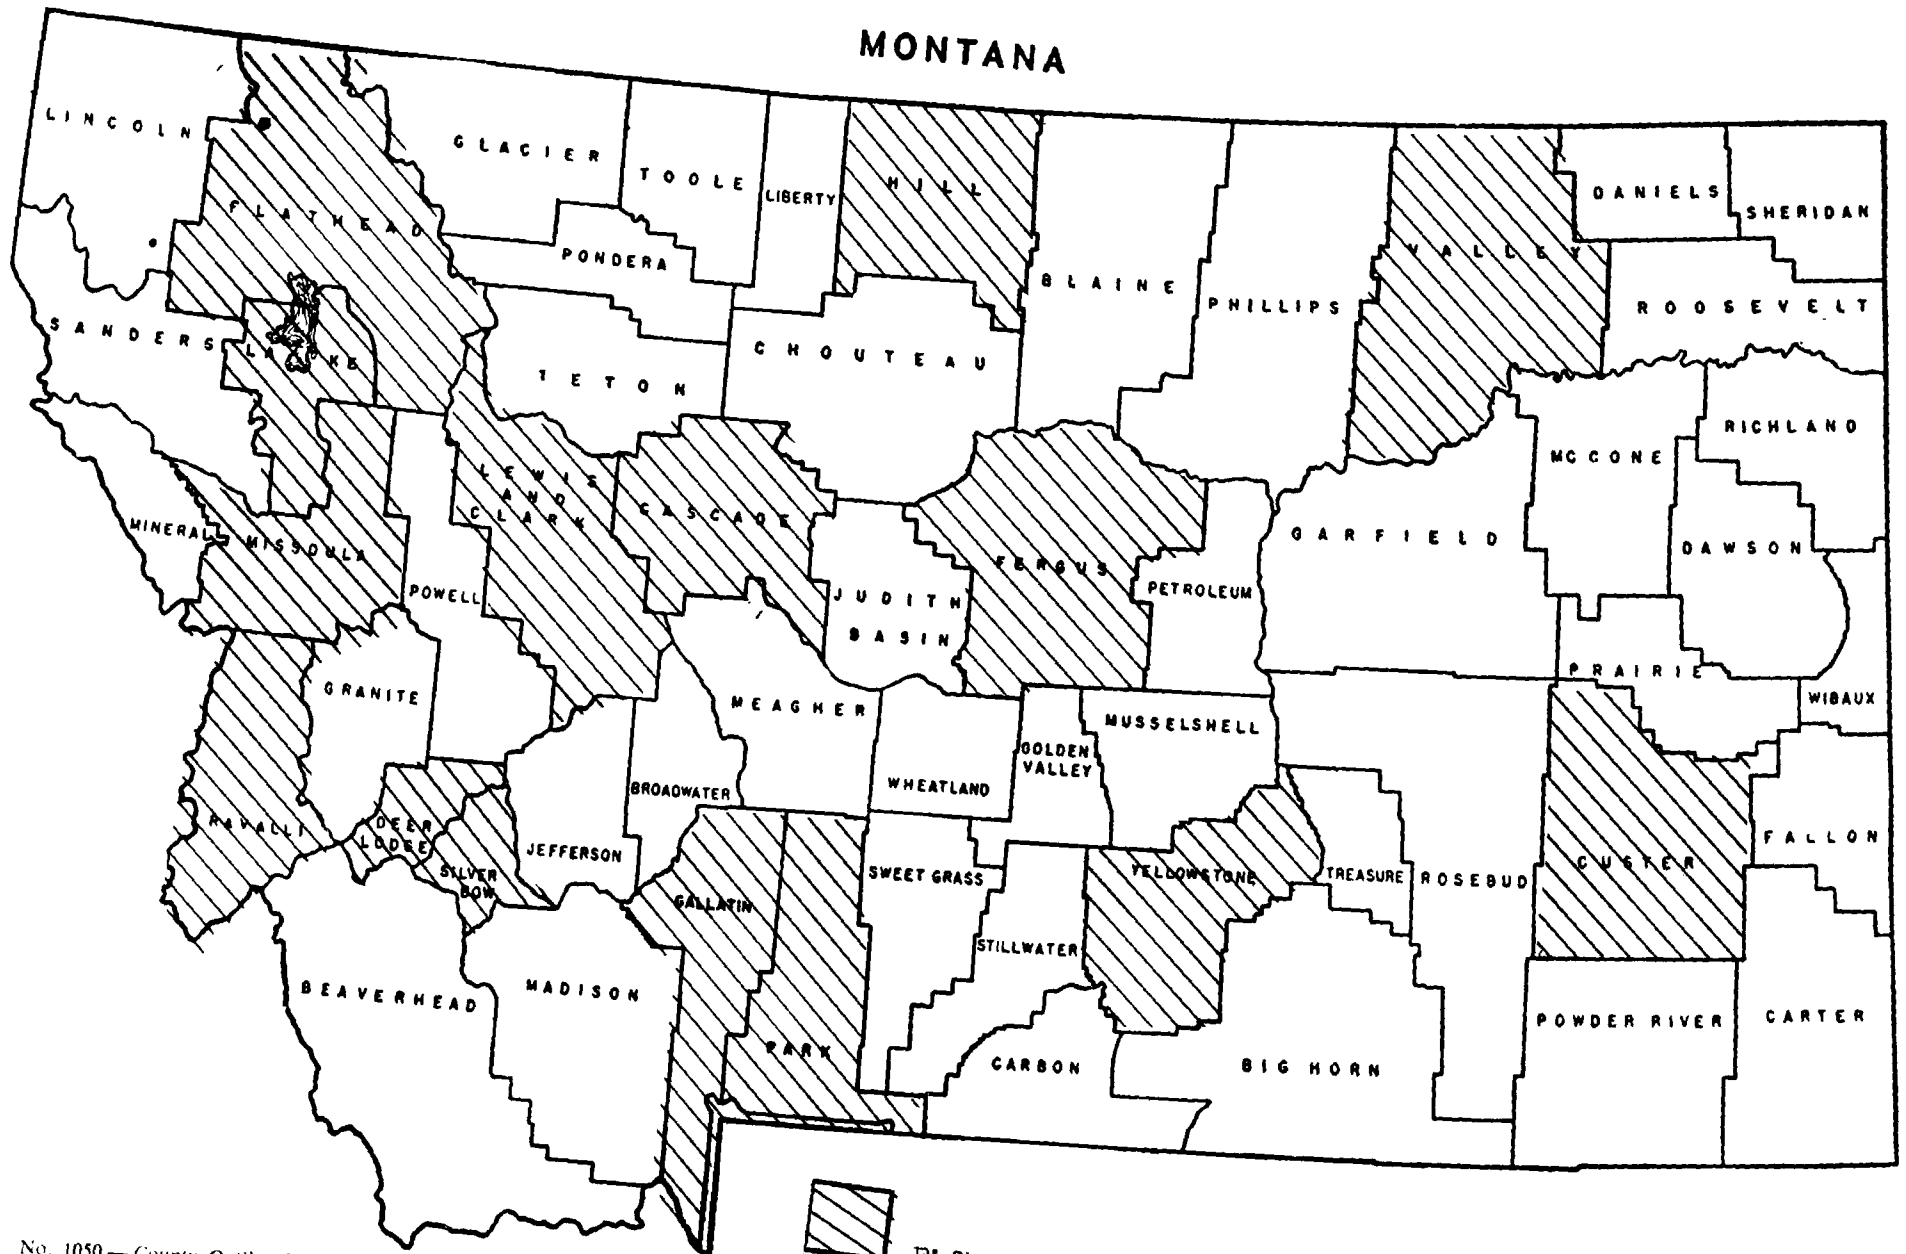 MONTANA
LINCOLN
GLACIER
TOOLE
LIBERTY
HILL
DANIELS
SHERIDAN
FLATHEAD
PONDERA
BLAINE
PHILLIPS
VALLEY
ROOSEVELT
SANDERS
LAKE
TETON
CHOUTEAU
RICHLAND
MCCONE
LEWIS
AND
CLARK
CASCADE
GARFIELD
DAWSON
MINERAL
MISSOULA
FERGUS
POWELL
JUDITH
BASIN
PETROLEUM
PRAIRIE
WIBAUX
GRANITE
MEAGHER
MUSSELSHELL
GOLDEN
VALLEY
BROADWATER
WHEATLAND
RAVALLI
DEER
LODGE
JEFFERSON
FALLON
SILVER
BOW
SWEET GRASS
YELLOWSTONE
TREASURE
ROSEBUD
CUSTER
GALLATIN
STILLWATER
BEAVERHEAD
MADISON
POWDER RIVER
CARTER
PARK
CARBON
BIG HORN
No. 1050 — County